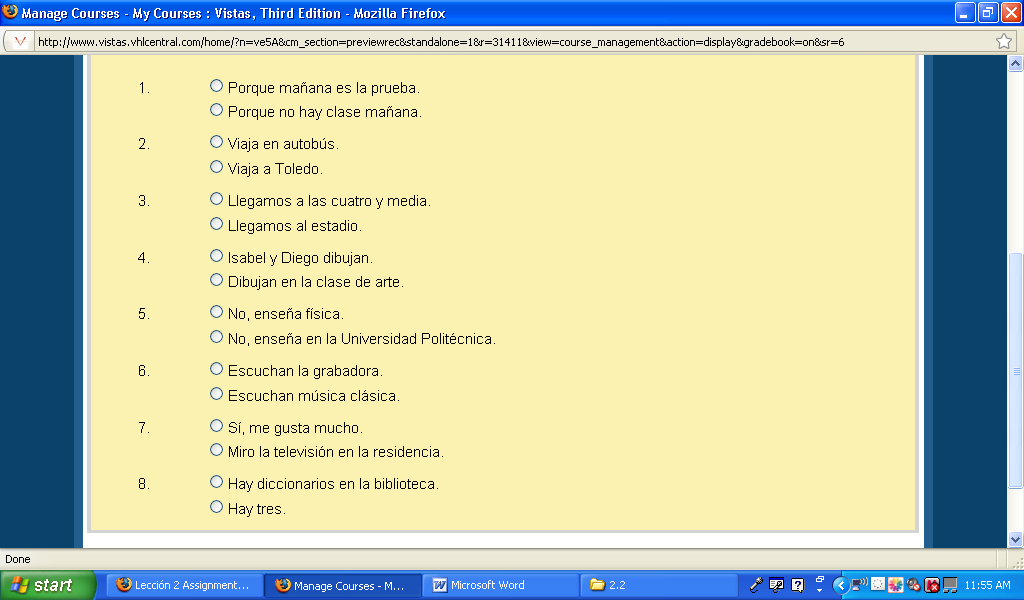 Manage Courses - My Courses : Vistas, Third Edition - Mozilla Firefox
http://www.vistas.vhlcentral.com/home/?n=ve5A&cm_section=previewrec&standalone=1&r=31411&view=course_management&action=display&gradebook=on&sr=6
1. Porque mañana es la prueba.
Porque no hay clase mañana.
2. Viaja en autobús.
Viaja a Toledo.
3. Llegamos a las cuatro y media.
Llegamos al estadio.
4. Isabel y Diego dibujan.
Dibujan en la clase de arte.
5. No, enseña física.
No, enseña en la Universidad Politécnica.
6. Escuchan la grabadora.
Escuchan música clásica.
7. Sí, me gusta mucho.
Miro la televisión en la residencia.
8. Hay diccionarios en la biblioteca.
Hay tres.
Done
start Lección 2 Assignment... Manage Courses - M... Microsoft Word 2.2 11:55 AM